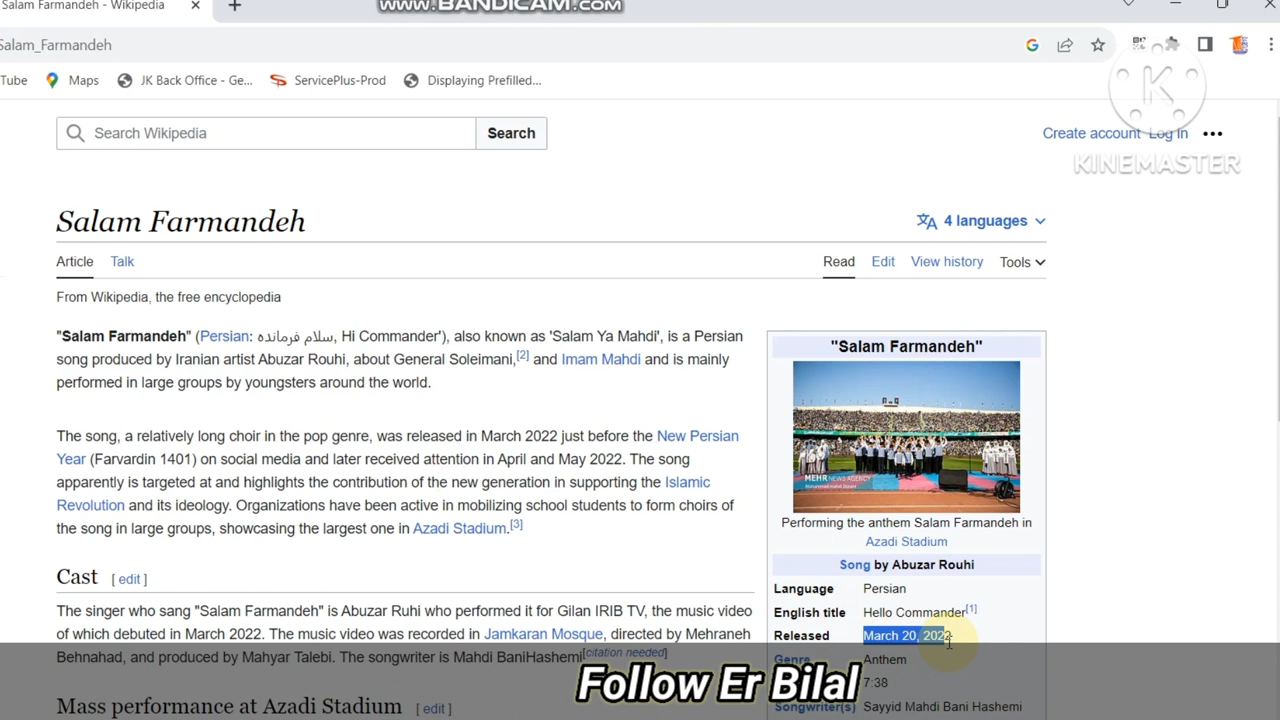 Salam Farmandeh - Wikipedia
WWW.BANDICAM.COM
Salam_Farmandeh
Tube
Maps
JK Back Office - Ge...
ServicePlus-Prod
Displaying Prefilled...
K
KINEMASTER
Search Wikipedia
Search
Create account
Log in
Salam Farmandeh
4 languages
Article
Talk
Read
Edit
View history
Tools
From Wikipedia, the free encyclopedia
"Salam Farmandeh" (Persian: سلام فرمانده, Hi Commander'), also known as 'Salam Ya Mahdi', is a Persian
song produced by Iranian artist Abuzar Rouhi, about General Soleimani,[2] and Imam Mahdi and is mainly
performed in large groups by youngsters around the world.
The song, a relatively long choir in the pop genre, was released in March 2022 just before the New Persian
Year (Farvardin 1401) on social media and later received attention in April and May 2022. The song
apparently is targeted at and highlights the contribution of the new generation in supporting the Islamic
Revolution and its ideology. Organizations have been active in mobilizing school students to form choirs of
the song in large groups, showcasing the largest one in Azadi Stadium.[3]
Cast [ edit ]
The singer who sang "Salam Farmandeh" is Abuzar Ruhi who performed it for Gilan IRIB TV, the music video
of which debuted in March 2022. The music video was recorded in Jamkaran Mosque, directed by Mehraneh
Behnahad, and produced by Mahyar Talebi. The songwriter is Mahdi BaniHashemi[citation needed]
Mass performance at Azadi Stadium [ edit ]
"Salam Farmandeh"
MEHR NEWS AGENCY
Performing the anthem Salam Farmandeh in
Azadi Stadium
Song by Abuzar Rouhi
Language Persian
English title Hello Commander[1]
Released March 20, 2022
Genre Anthem
7:38
Songwriter(s) Sayyid Mahdi Bani Hashemi
Follow Er Bilal